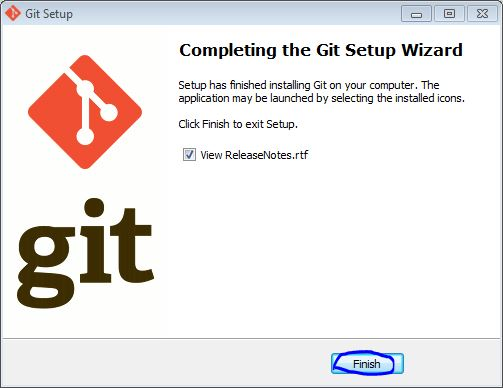 Git Setup
Completing the Git Setup Wizard
Setup has finished installing Git on your computer. The
application may be launched by selecting the installed icons.
Click Finish to exit Setup.
View ReleaseNotes.rtf
git
Finish